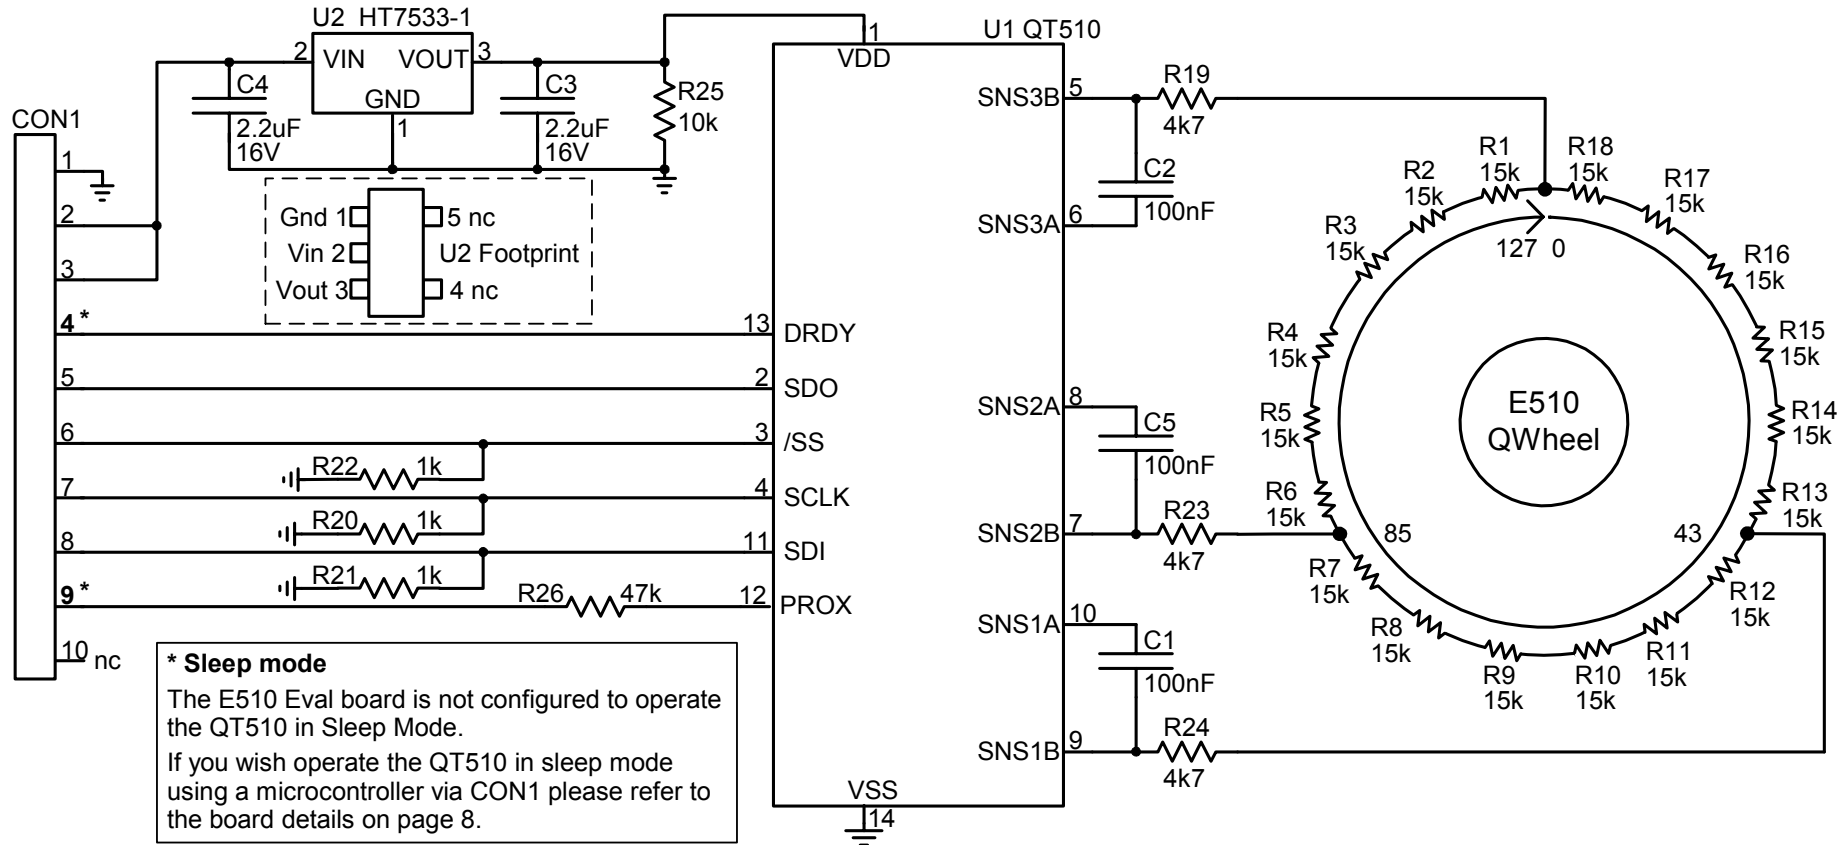 U2 HT7533-1
2 VIN VOUT 3
GND
1
C4
2.2uF
16V
C3
2.2uF
16V
R25
10k
CON1
1
2
3
4 *
5
6
7
8
9 *
10 nc
Gnd 1
Vin 2
Vout 3
5 nc
U2 Footprint
4 nc
R22 1k
R20 1k
R21 1k
R26 47k
U1 QT510
1
VDD
13 DRDY
2 SDO
3 /SS
4 SCLK
11 SDI
12 PROX
SNS3B 5
SNS3A 6
SNS2A 8
SNS2B 7
SNS1A 10
SNS1B 9
VSS
14
R19
4k7
C2
100nF
C5
100nF
R23
4k7
C1
100nF
R24
4k7
R1
15k
R2
15k
R3
15k
R4
15k
R5
15k
R6
15k
R7
15k
R8
15k
R9
15k
R10
15k
R11
15k
R12
15k
R13
15k
R14
15k
R15
15k
R16
15k
R17
15k
R18
15k
127 0
85
43
E510
QWheel
* Sleep mode
The E510 Eval board is not configured to operate
the QT510 in Sleep Mode.
If you wish operate the QT510 in sleep mode
using a microcontroller via CON1 please refer to
the board details on page 8.